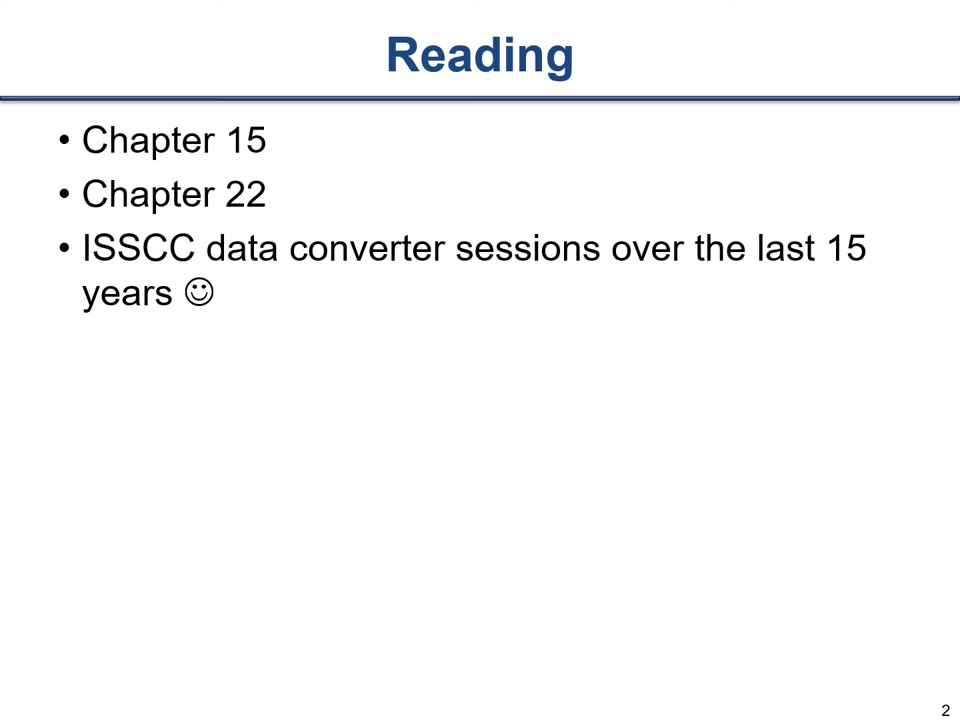 Reading
• Chapter 15
• Chapter 22
• ISSCC data converter sessions over the last 15
years ☺
2